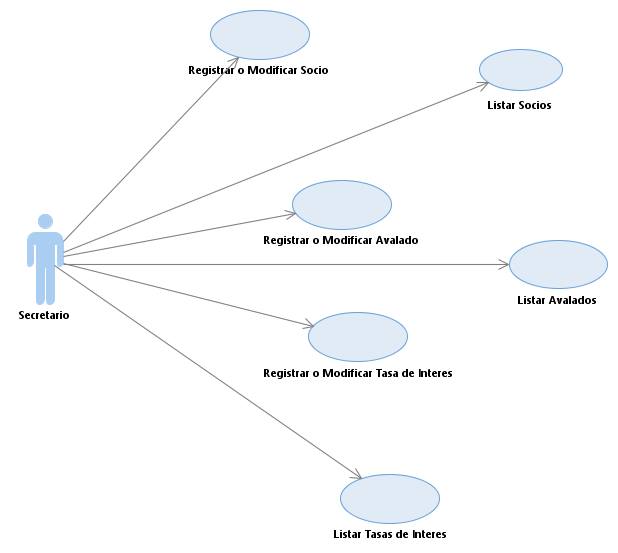 Registrar o Modificar Socio
Listar Socios
Registrar o Modificar Avalado
Listar Avalados
Secretario
Registrar o Modificar Tasa de Interes
Listar Tasas de Interes